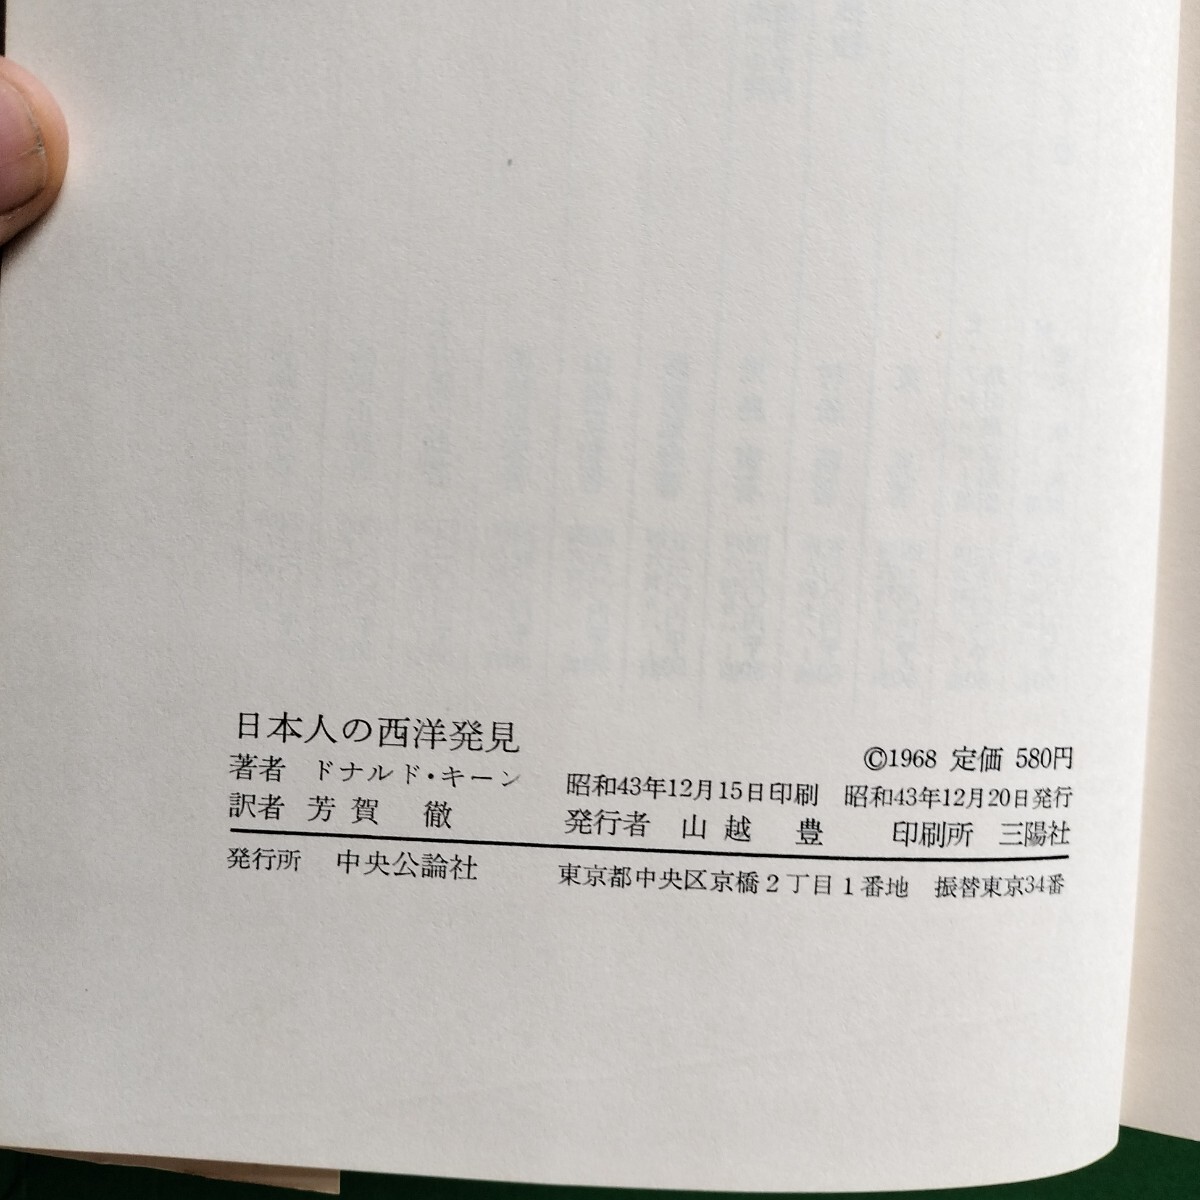 日本人の西洋発見
©1968 定価 580円
著者 ドナルド・キーン
昭和43年12月15日印刷 昭和43年12月20日発行
訳者 芳賀 徹
発行者 山越 豊 印刷所 三陽社
発行所 中央公論社
東京都中央区京橋2丁目1番地 振替東京34番